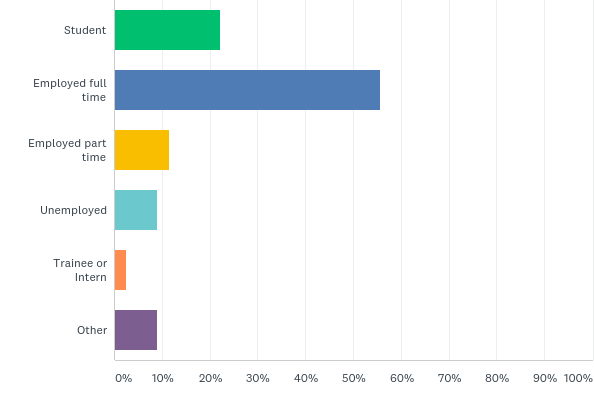 Student
Employed full
time
Employed part
time
Unemployed
Trainee or
Intern
Other
0% 10% 20% 30% 40% 50% 60% 70% 80% 90% 100%